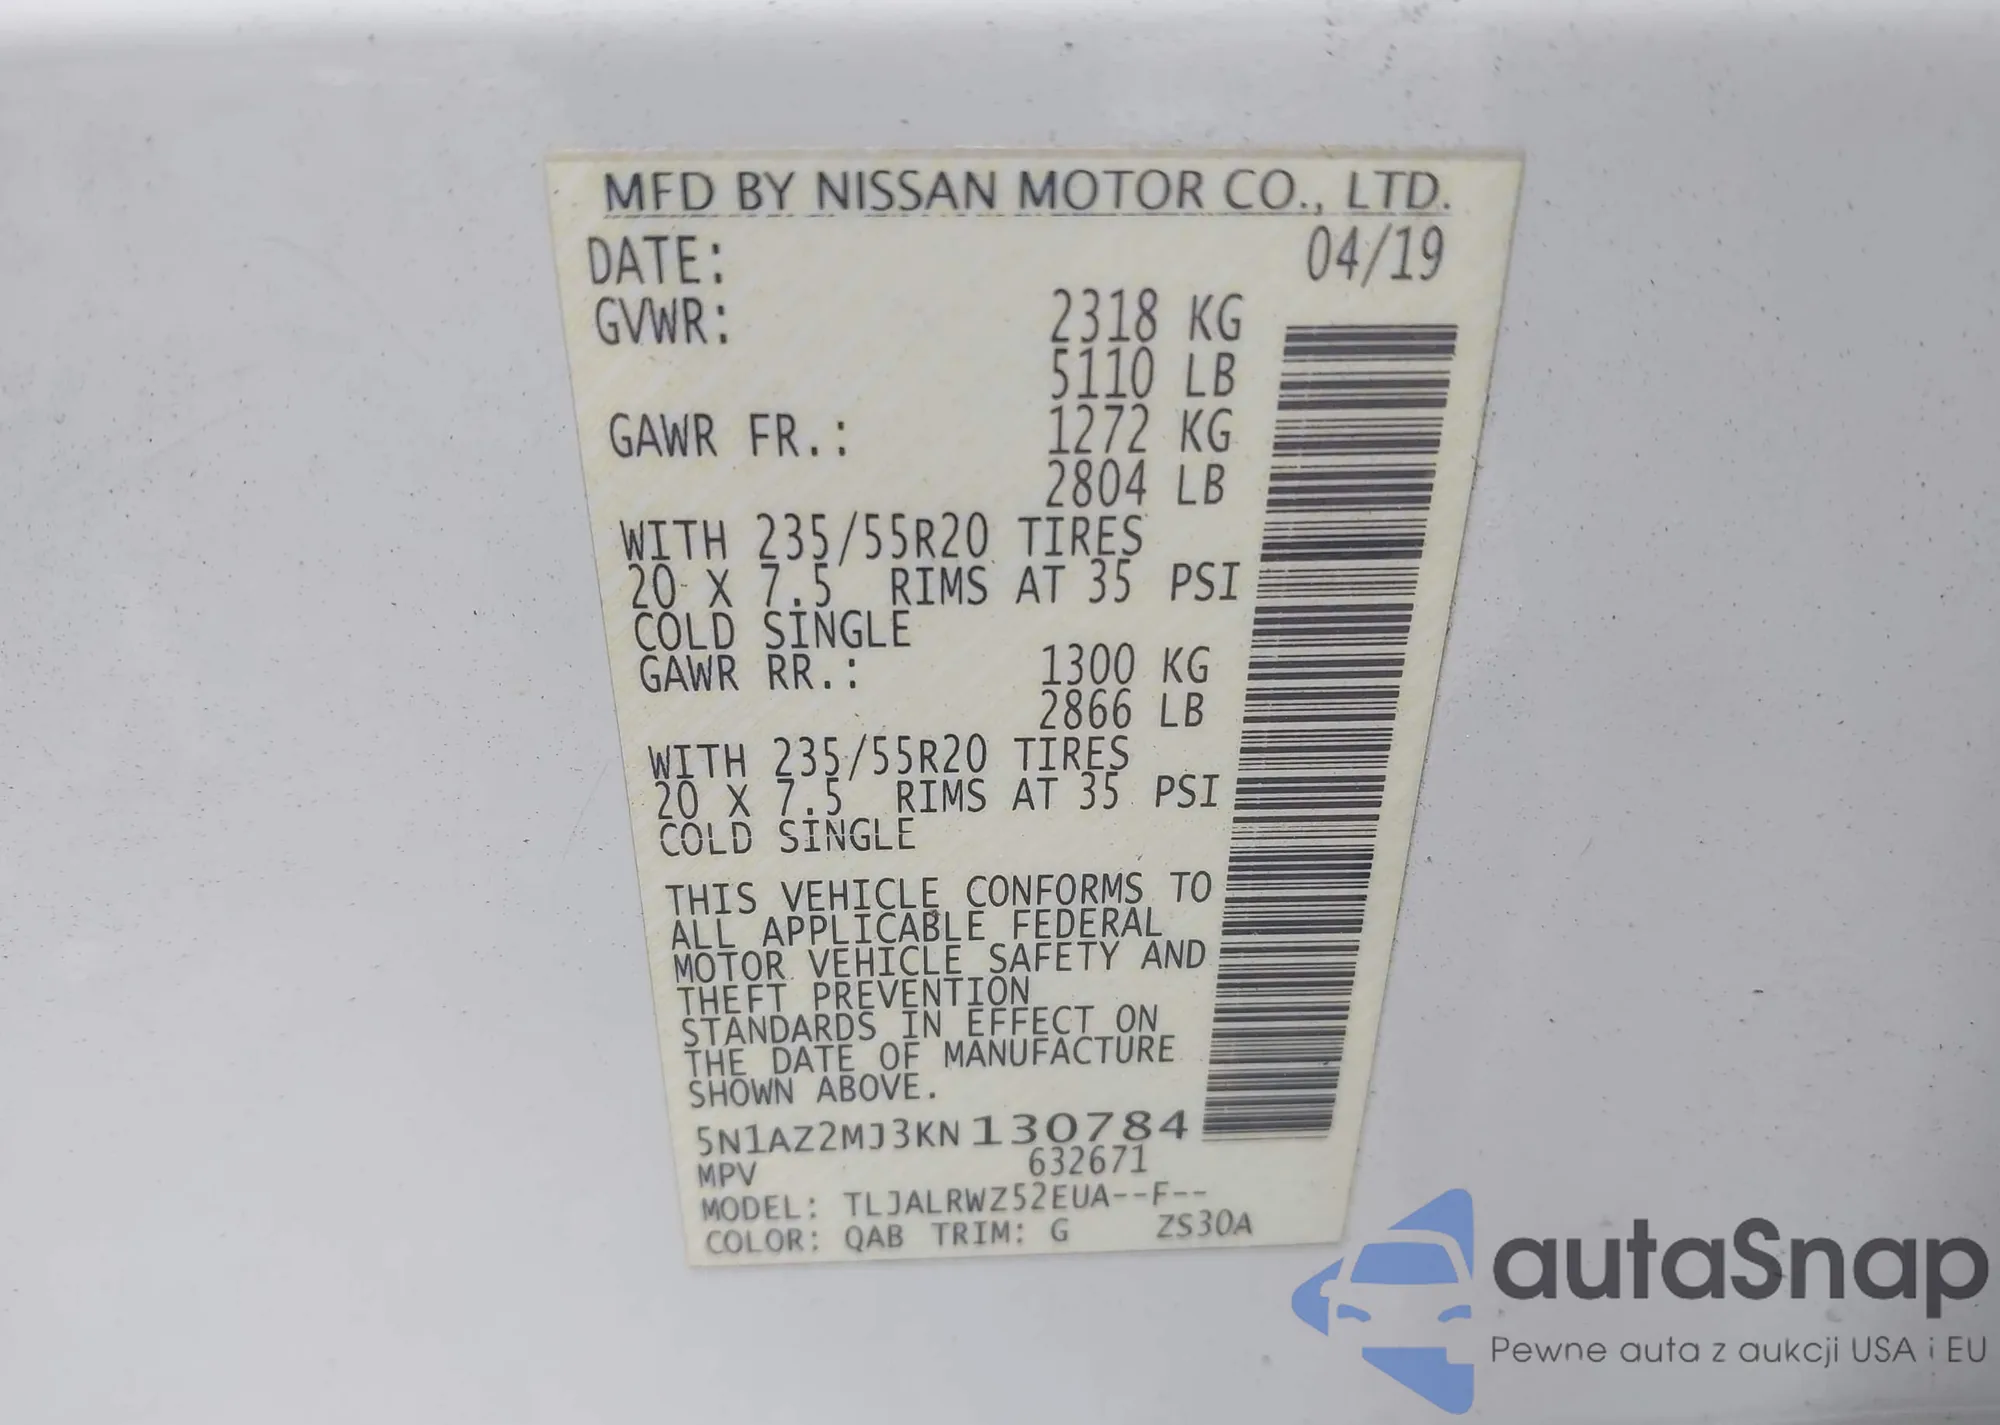 MFD BY NISSAN MOTOR CO., LTD.
DATE: 04/19
GVWR: 2318 KG
5110 LB
GAWR FR.: 1272 KG
2804 LB
WITH 235/55R20 TIRES
20 X 7.5 RIMS AT 35 PSI
COLD SINGLE
GAWR RR.: 1300 KG
2866 LB
WITH 235/55R20 TIRES
20 X 7.5 RIMS AT 35 PSI
COLD SINGLE
THIS VEHICLE CONFORMS TO
ALL APPLICABLE FEDERAL
MOTOR VEHICLE SAFETY AND
THEFT PREVENTION
STANDARDS IN EFFECT ON
THE DATE OF MANUFACTURE
SHOWN ABOVE.
5N1AZ2MJ3KN130784
MPV 632671
MODEL: TLJALRWZ52EUA--F--
COLOR: QAB TRIM: G ZS30A
autaSnap
Pewne auta z aukcji USA i EU